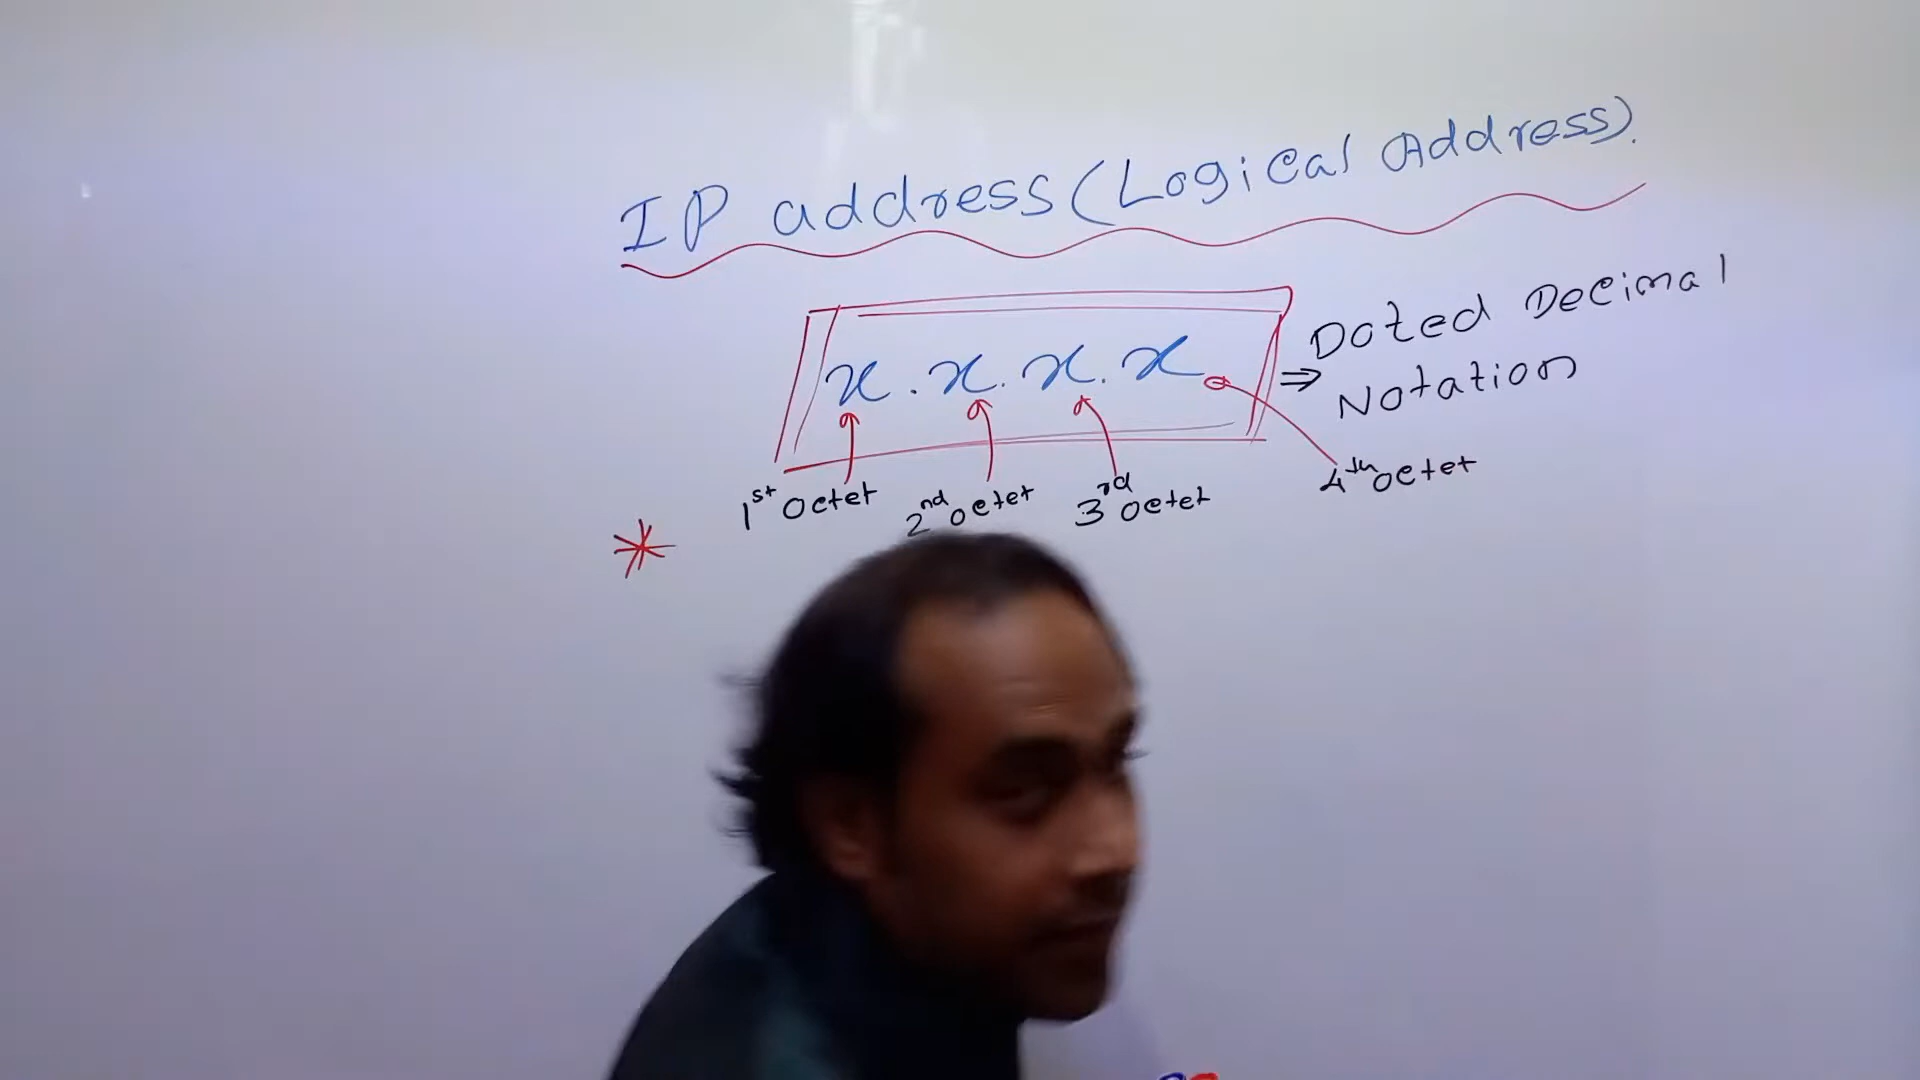 IP address (Logical Address).
x . x . x . x ⇒ Doted Decimal
Notation
1st Octet 2nd octet 3rd octet 4th octet
*